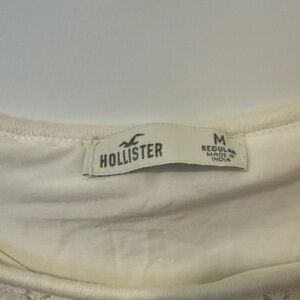 HOLLISTER
M
REGULAR
MADE IN
INDIA